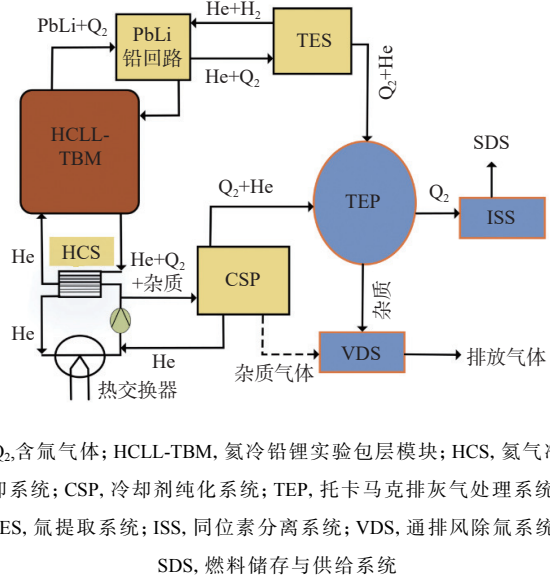 He+H₂
PbLi+Q₂
PbLi
铅回路
TES
He+Q₂
Q₂+He
HCLL-
TBM
SDS
Q₂+He
TEP
Q₂
ISS
He
HCS
He+Q₂
+杂质
CSP
杂质
He
He
杂质气体
VDS
排放气体
热交换器
Q₂,含氚气体; HCLL-TBM, 氦冷铅锂实验包层模块; HCS, 氦气冷
却系统; CSP, 冷却剂纯化系统; TEP, 托卡马克排灰气处理系统
TES, 氚提取系统; ISS, 同位素分离系统; VDS, 通排风除氚系统
SDS, 燃料储存与供给系统